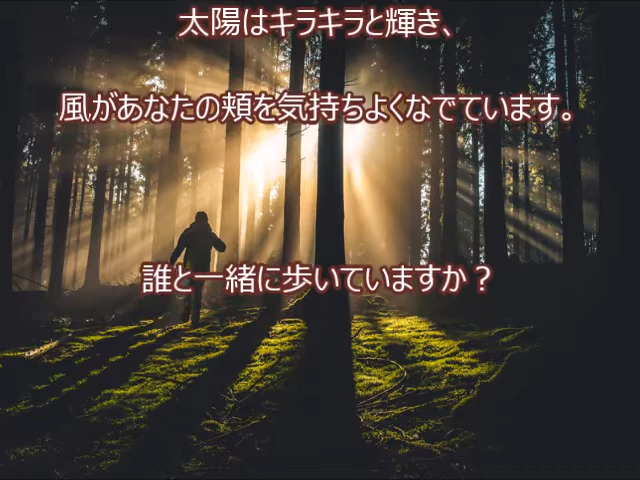 太陽はキラキラと輝き、
風があなたの頬を気持ちよくなでています。
誰と一緒に歩いていますか？